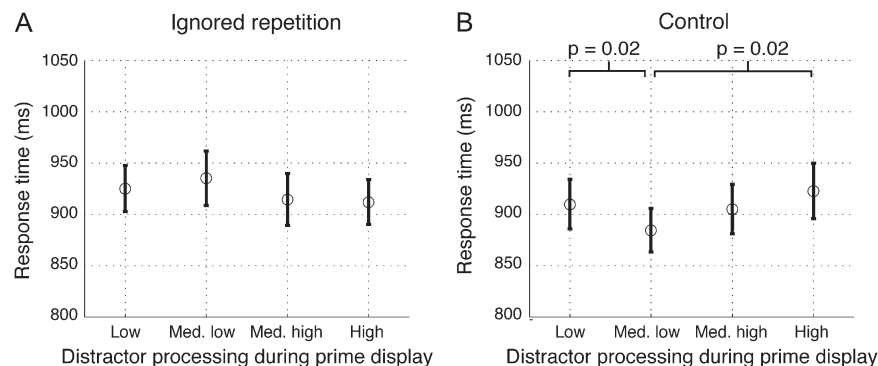 A
Ignored repetition
Response time (ms)
1050
1000
950
900
850
800
Low Med. low Med. high High
Distractor processing during prime display
B
Control
p = 0.02 p = 0.02
Response time (ms)
1050
1000
950
900
850
800
Low Med. low Med. high High
Distractor processing during prime display